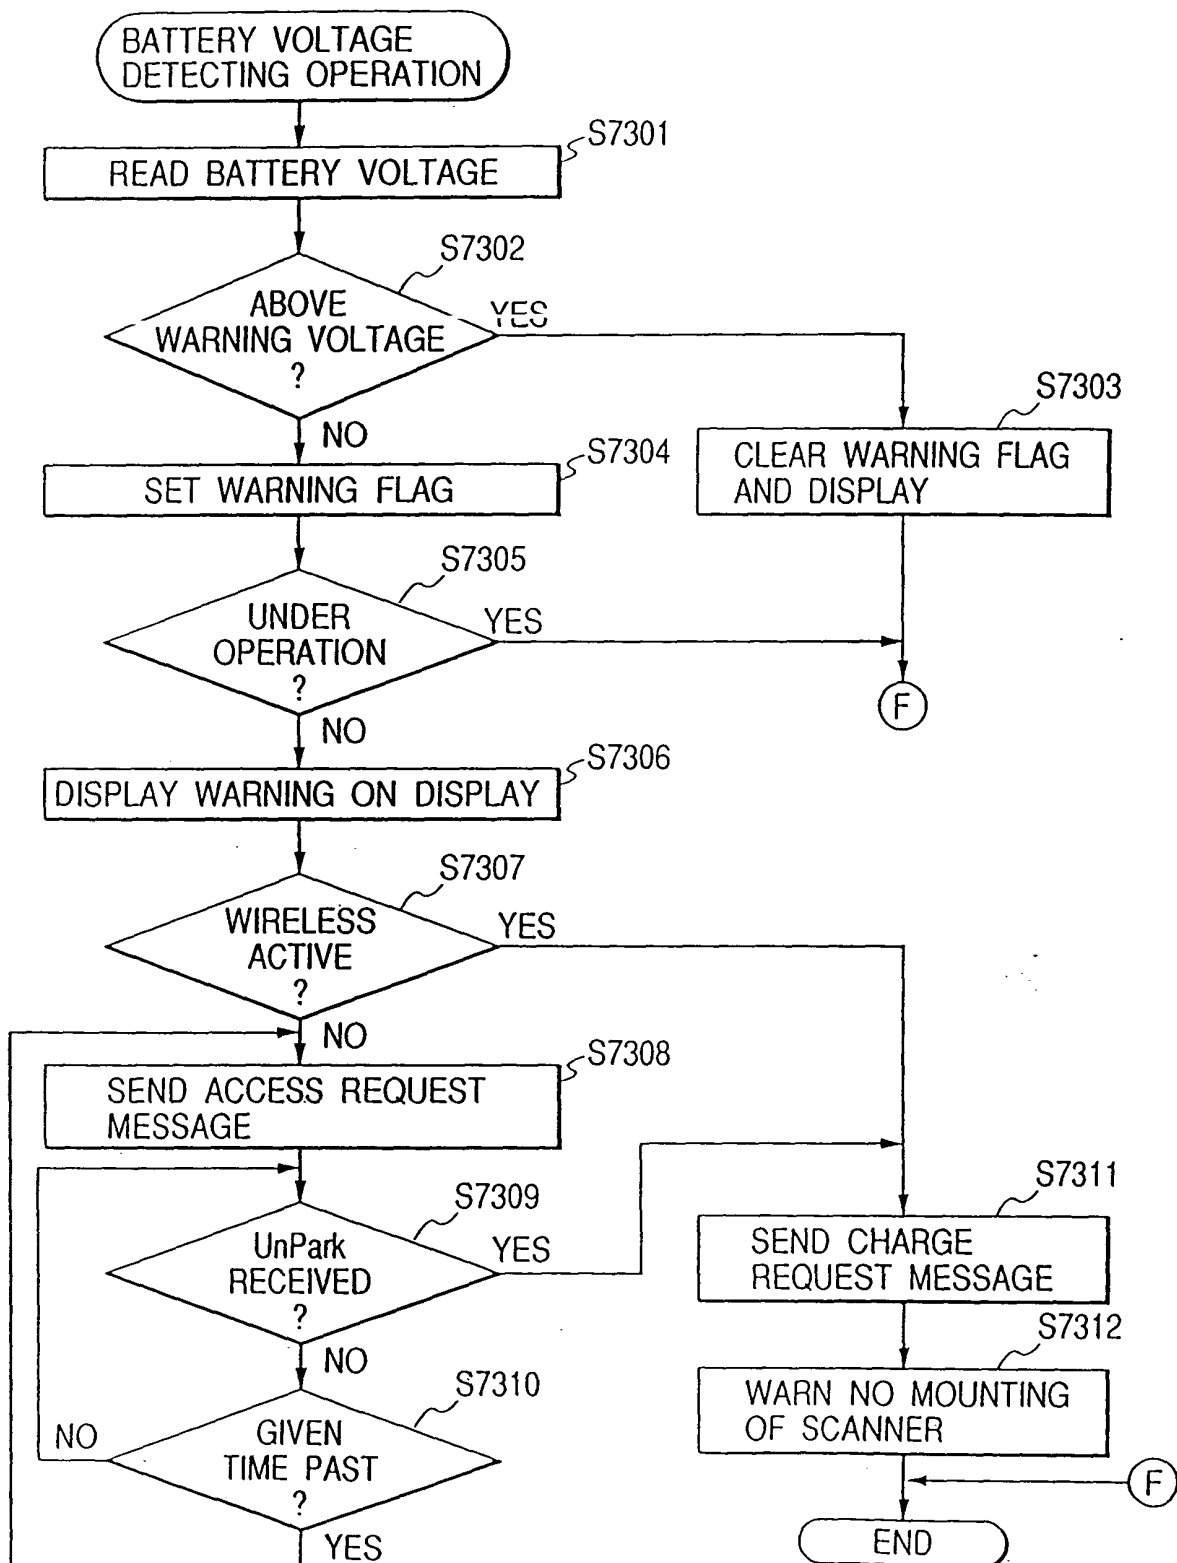 BATTERY VOLTAGE
DETECTING OPERATION
S7301
READ BATTERY VOLTAGE
S7302
ABOVE
WARNING VOLTAGE
?
YES
NO
S7303
CLEAR WARNING FLAG
AND DISPLAY
S7304
SET WARNING FLAG
S7305
UNDER
OPERATION
?
YES
NO
F
S7306
DISPLAY WARNING ON DISPLAY
S7307
WIRELESS
ACTIVE
?
YES
NO
S7308
SEND ACCESS REQUEST
MESSAGE
S7309
UnPark
RECEIVED
?
YES
NO
S7310
GIVEN
TIME PAST
?
NO
YES
S7311
SEND CHARGE
REQUEST MESSAGE
S7312
WARN NO MOUNTING
OF SCANNER
F
END